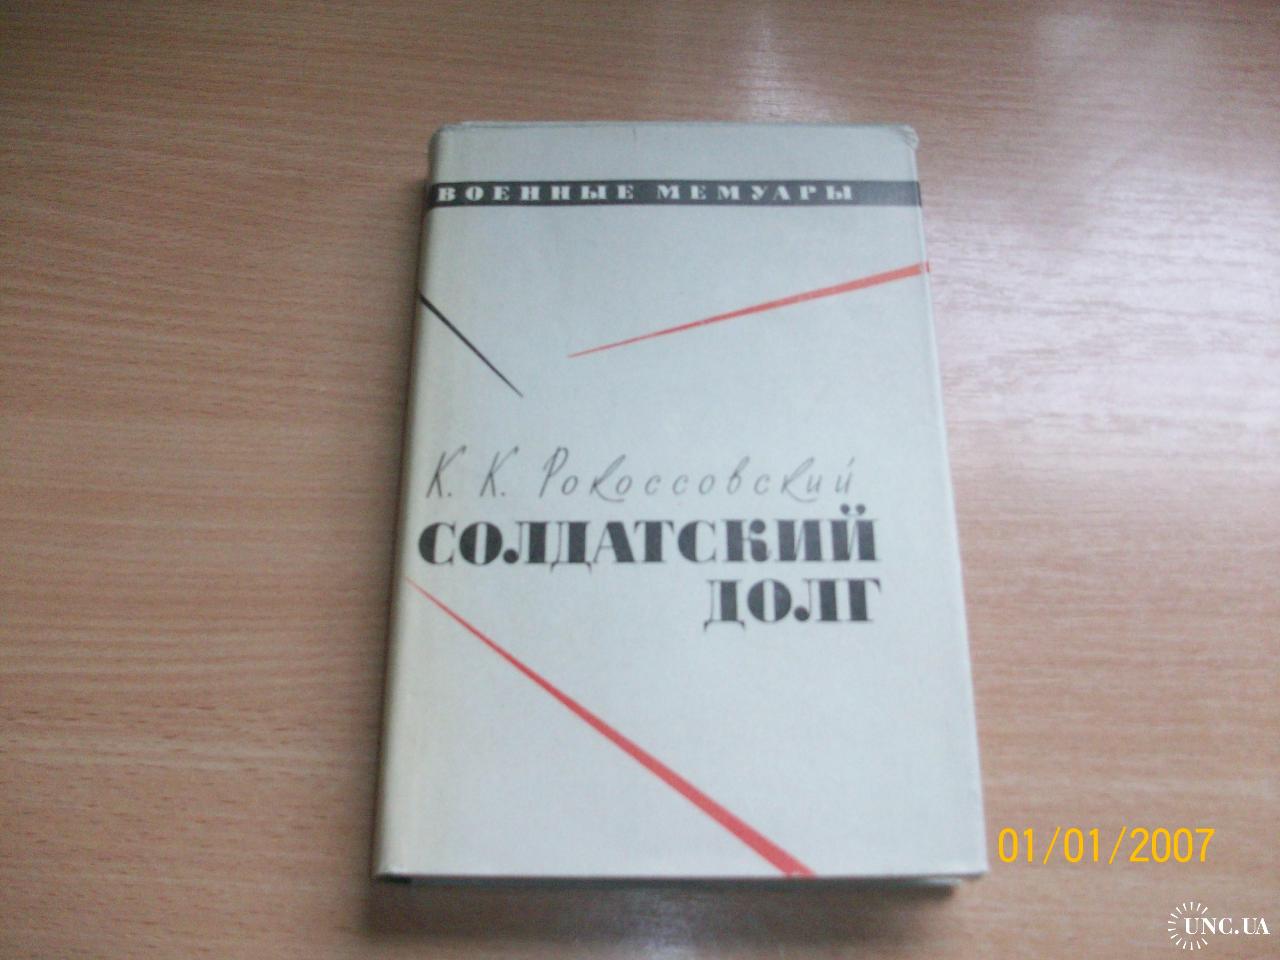 ВОЕННЫЕ МЕМУАРЫ
К. К. Рокоссовский
СОЛДАТСКИЙ
ДОЛГ
01/01/2007
UNC.UA